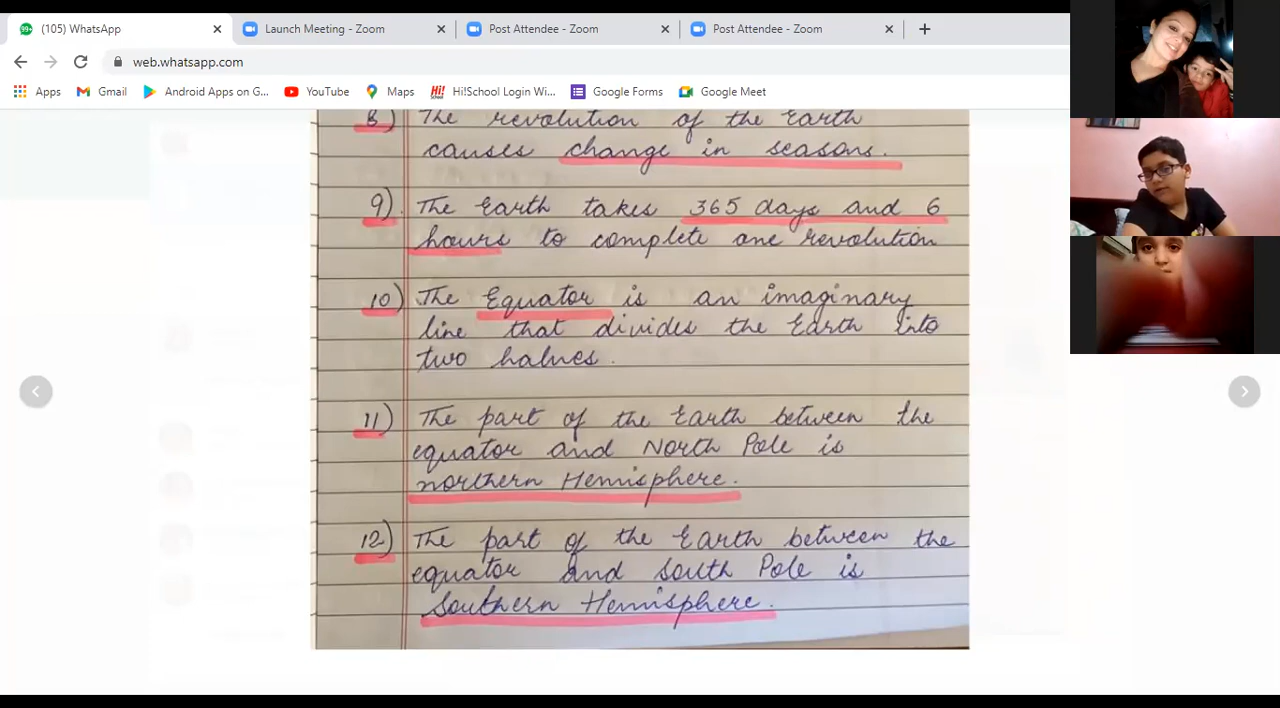 (105) WhatsApp
Launch Meeting - Zoom
Post Attendee - Zoom
Post Attendee - Zoom
web.whatsapp.com
Apps
Gmail
Android Apps on G...
YouTube
Maps
Hi!
Hi!School Login Wi...
Google Forms
Google Meet
8) The revolution of the Earth
causes change in seasons.
9). The Earth takes 365 days and 6
hours to complete one revolution
10) The Equator is an imaginary
line that divides the Earth into
two halves.
11) The part of the Earth between the
equator and North Pole is
northern Hemisphere.
12) The part of the Earth between the
equator and South Pole is
Southern Hemisphere.